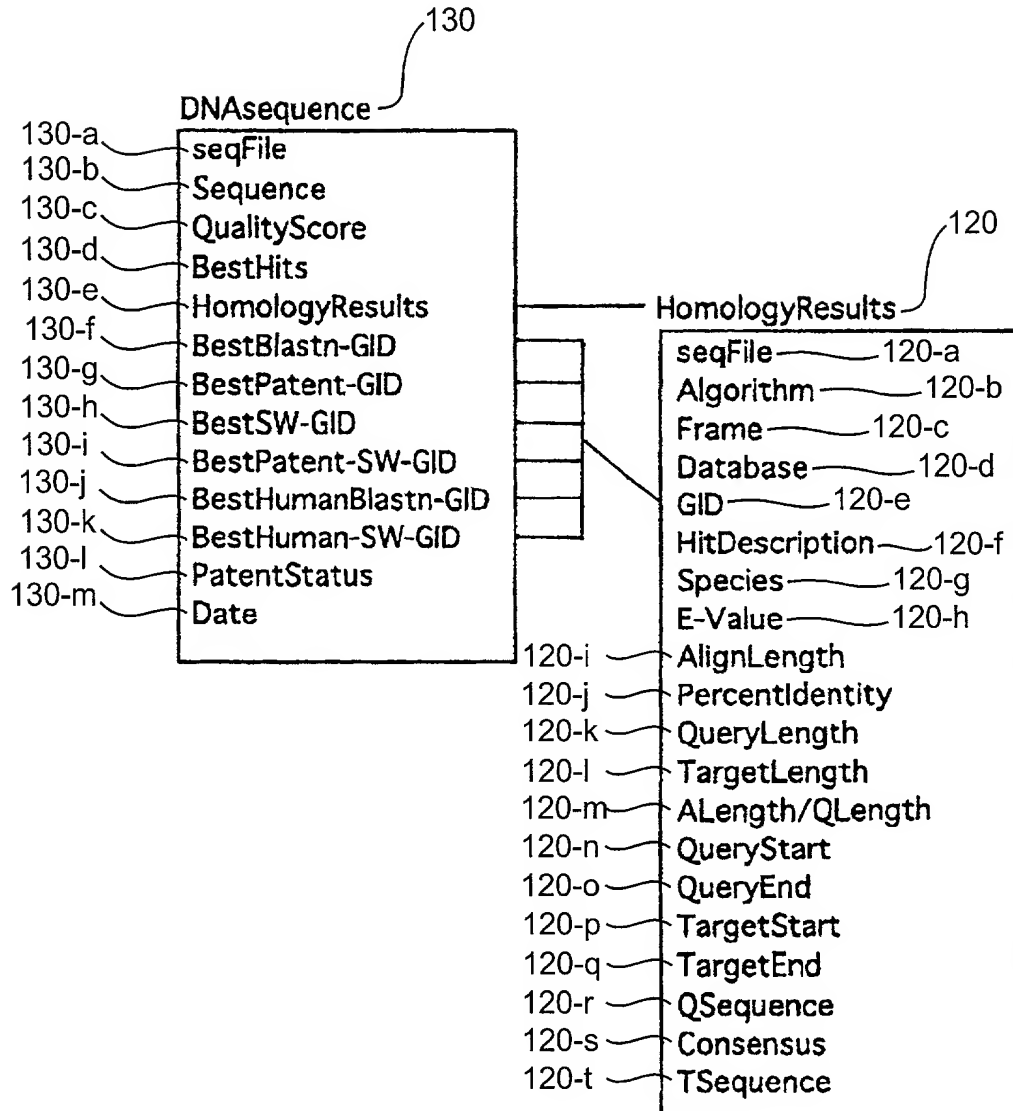 130
DNAsequence
130-a seqFile
130-b Sequence
130-c QualityScore
130-d BestHits
130-e HomologyResults
130-f BestBlastn-GID
130-g BestPatent-GID
130-h BestSW-GID
130-i BestPatent-SW-GID
130-j BestHumanBlastn-GID
130-k BestHuman-SW-GID
130-l PatentStatus
130-m Date
120
HomologyResults
seqFile 120-a
Algorithm 120-b
Frame 120-c
Database 120-d
GID 120-e
HitDescription 120-f
Species 120-g
E-Value 120-h
120-i AlignLength
120-j PercentIdentity
120-k QueryLength
120-l TargetLength
120-m ALength/QLength
120-n QueryStart
120-o QueryEnd
120-p TargetStart
120-q TargetEnd
120-r QSequence
120-s Consensus
120-t TSequence